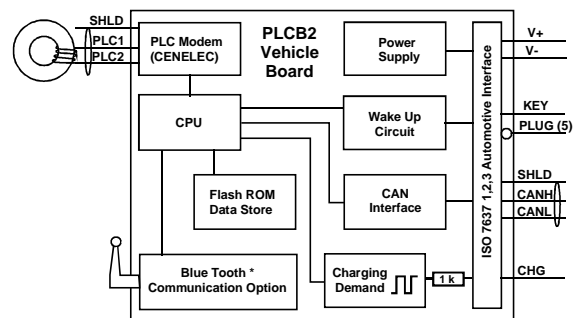 SHLD
PLC1
PLC2
PLC Modem
(CENELEC)
PLCB2
Vehicle
Board
Power
Supply
V+
V-
CPU
Wake Up
Circuit
KEY
PLUG (5)
ISO 7637 1,2,3 Automotive Interface
Flash ROM
Data Store
CAN
Interface
SHLD
CANH
CANL
Blue Tooth *
Communication Option
Charging
Demand
1 k
CHG